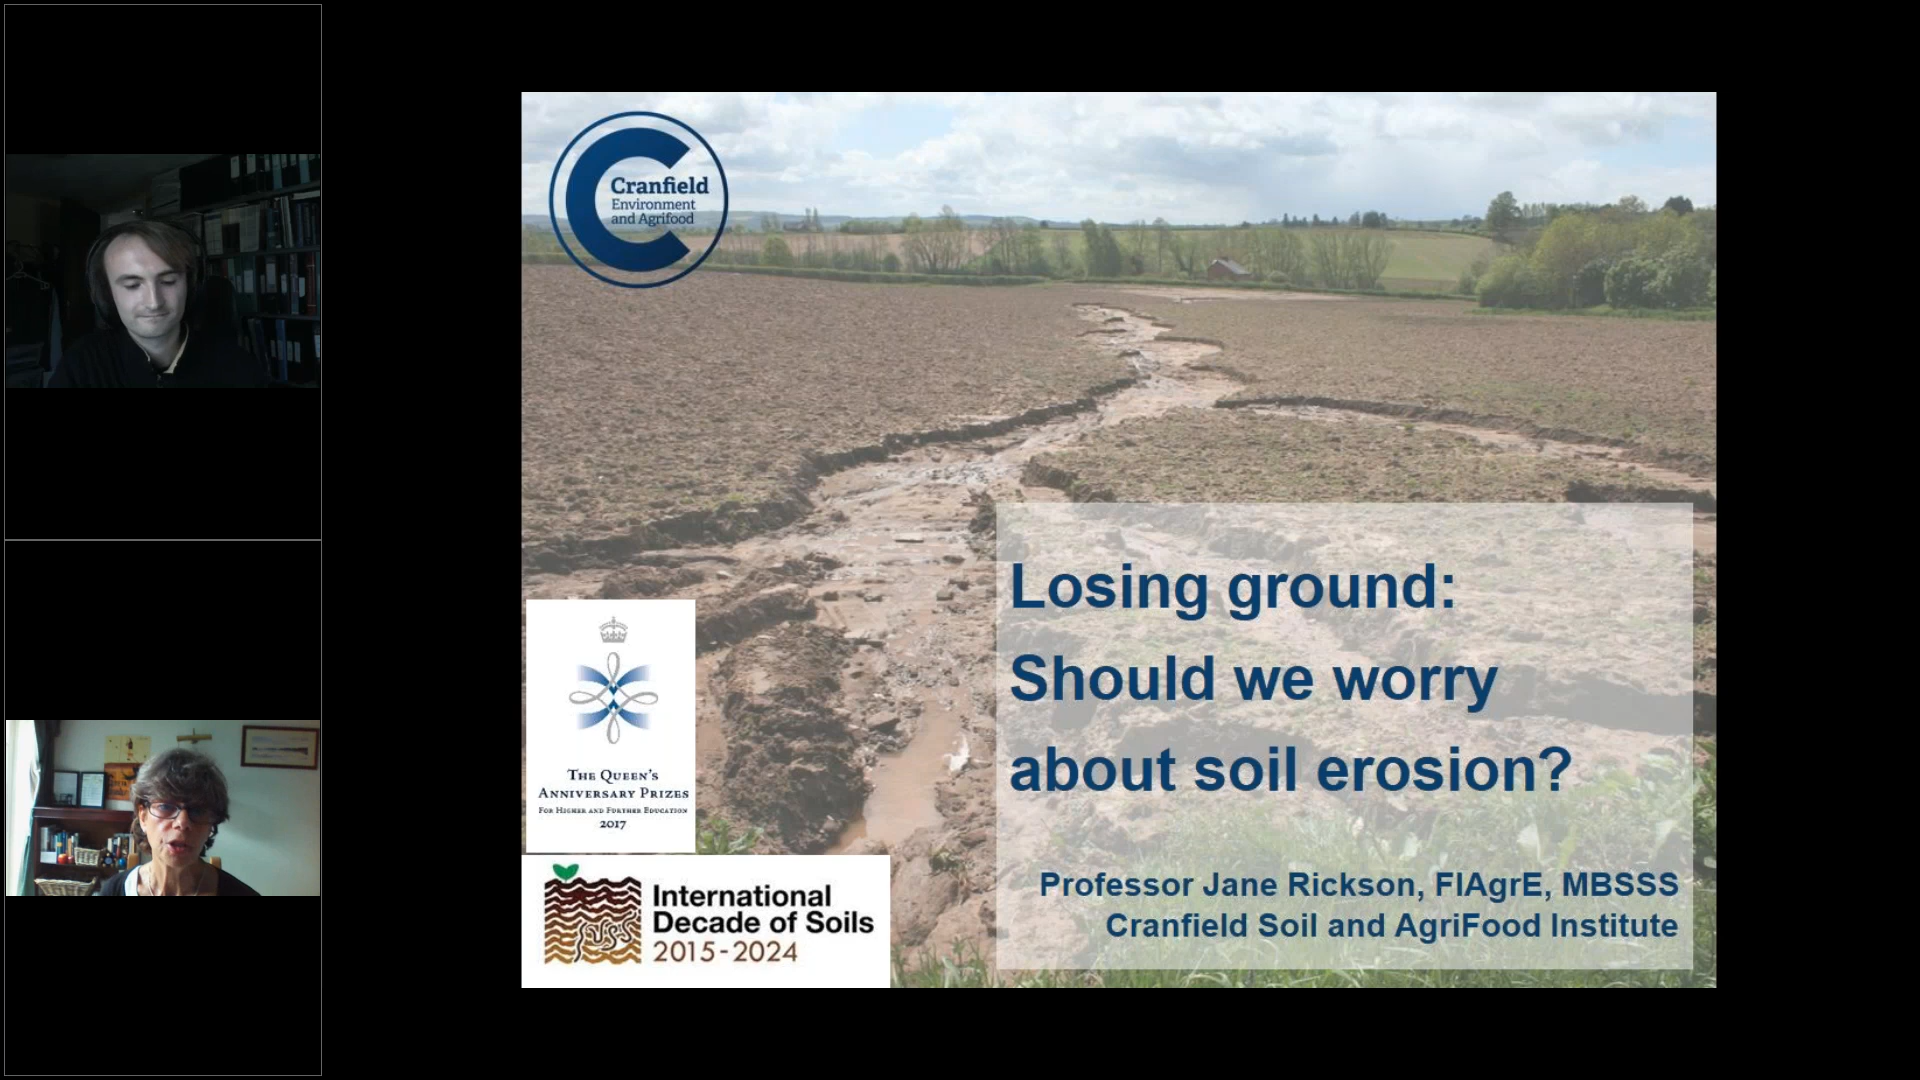 Cranfield
Environment
and Agrifood
Losing ground:
Should we worry
about soil erosion?
Professor Jane Rickson, FIAgrE, MBSSS
Cranfield Soil and AgriFood Institute
THE QUEEN'S
ANNIVERSARY PRIZES
FOR HIGHER AND FURTHER EDUCATION
2017
IUSS
International
Decade of Soils
2015-2024